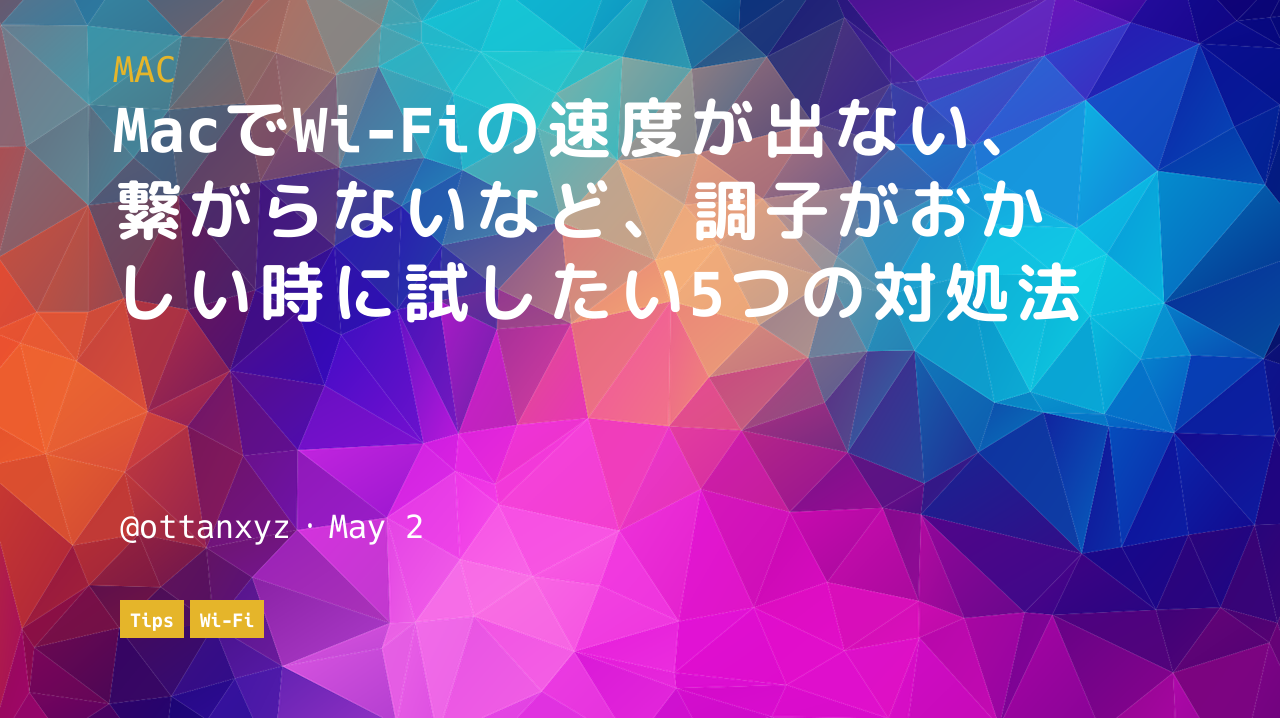 MAC
MacでWi-Fiの速度が出ない、
繋がらないなど、調子がおか
しい時に試したい5つの対処法
@ottanxyz · May 2
Tips Wi-Fi